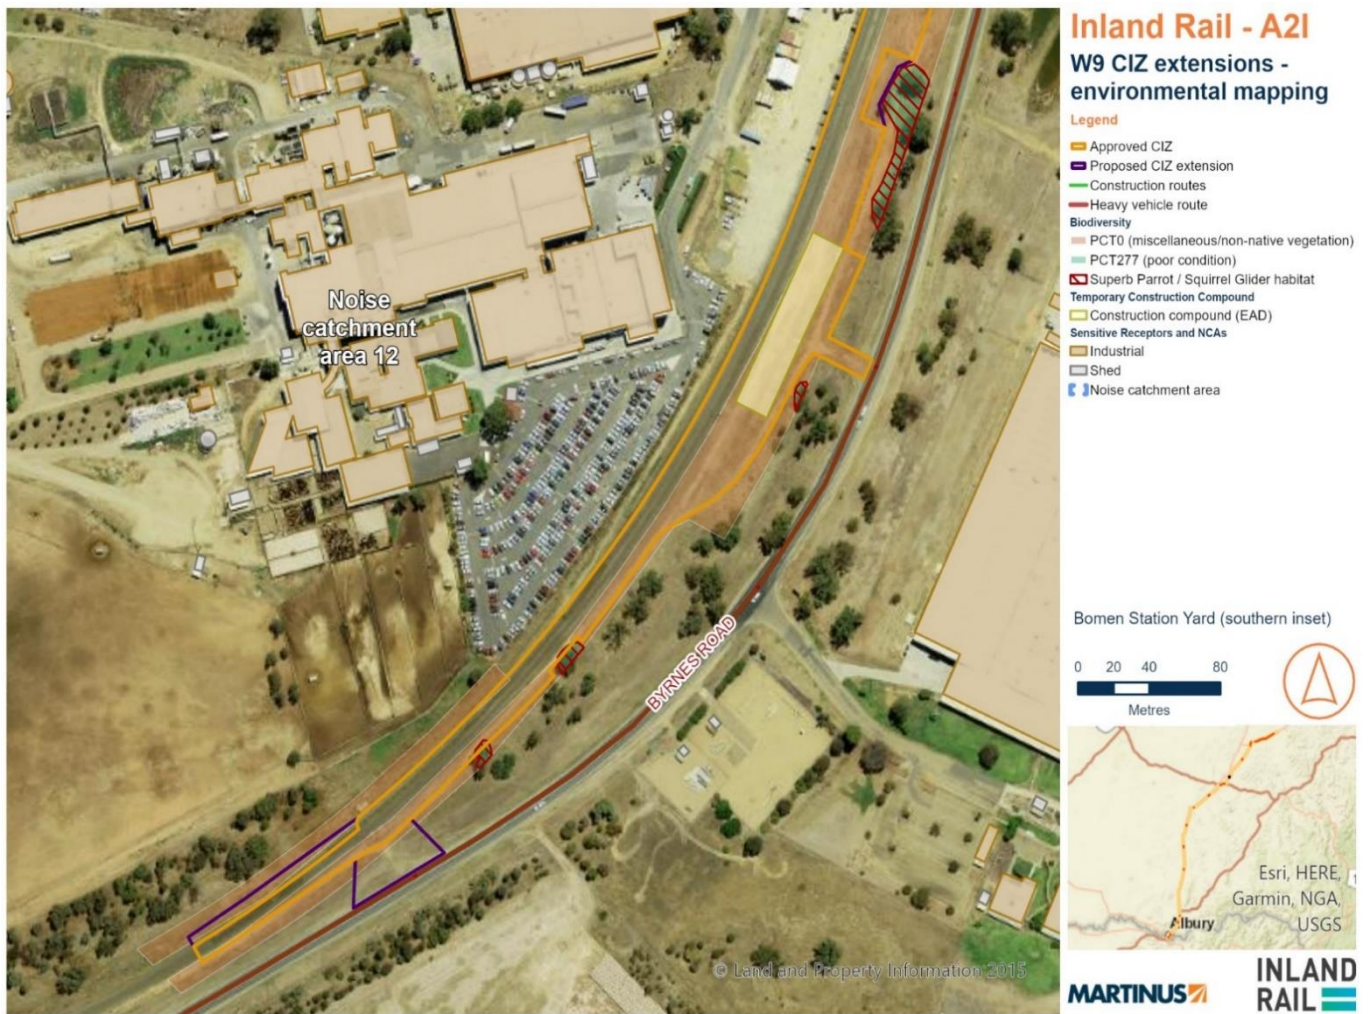 Inland Rail - A2I
W9 CIZ extensions -
environmental mapping
Legend
Approved CIZ
Proposed CIZ extension
Construction routes
Heavy vehicle route
Biodiversity
PCT0 (miscellaneous/non-native vegetation)
PCT277 (poor condition)
Superb Parrot / Squirrel Glider habitat
Temporary Construction Compound
Construction compound (EAD)
Sensitive Receptors and NCAs
Industrial
Shed
Noise catchment area
Noise
catchment
area 12
BYRNES ROAD
© Land and Property Information 2015
Bomen Station Yard (southern inset)
0 20 40 80
Metres
Esri, HERE,
Garmin, NGA,
USGS
Albury
MARTINUS
INLAND
RAIL